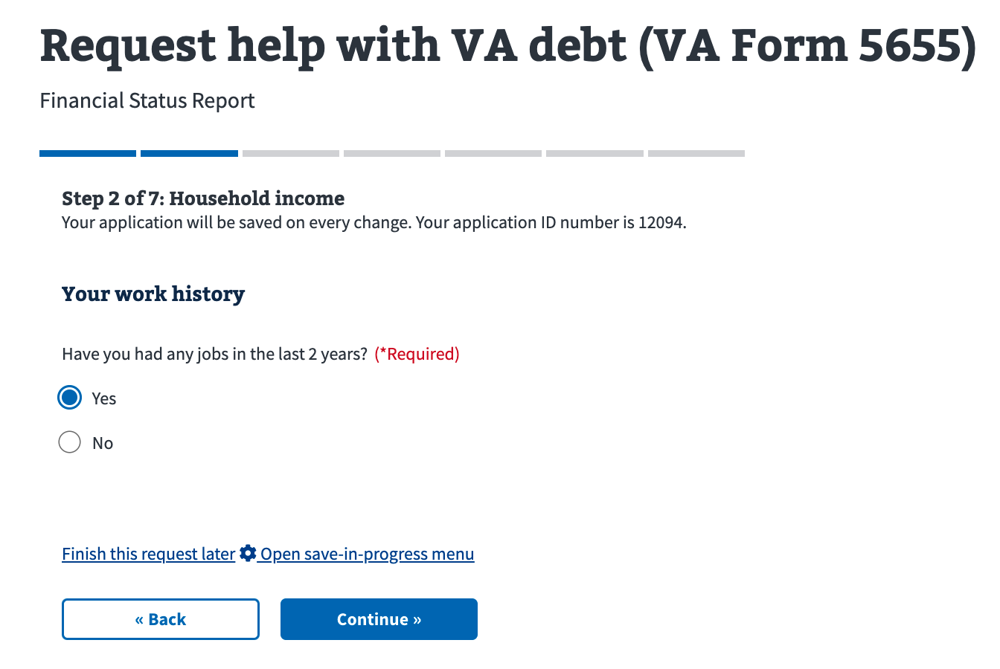 Request help with VA debt (VA Form 5655)
Financial Status Report
Step 2 of 7: Household income
Your application will be saved on every change. Your application ID number is 12094.
Your work history
Have you had any jobs in the last 2 years? (*Required)
Yes
No
Finish this request later Open save-in-progress menu
« Back
Continue »